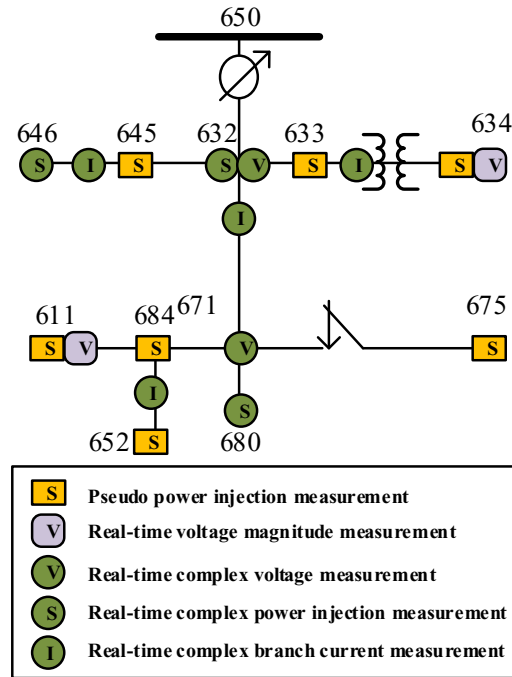 650
646 645 632 633 634
S I S S V S I S V
I
611 684 671 675
S V S V S
I
652 S S
680
S Pseudo power injection measurement
V Real-time voltage magnitude measurement
V Real-time complex voltage measurement
S Real-time complex power injection measurement
I Real-time complex branch current measurement